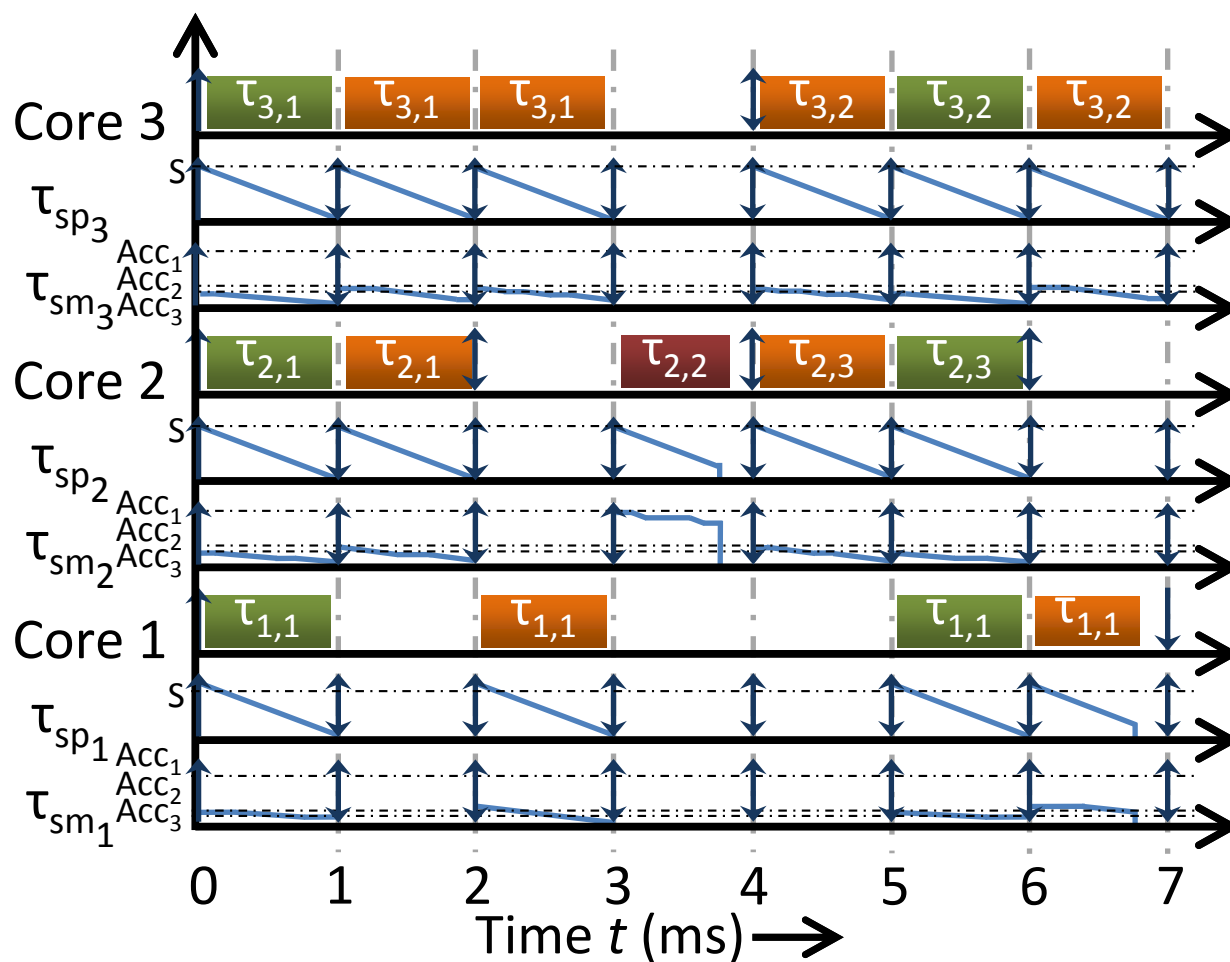 Core 3 τ3,1 τ3,1 τ3,1 τ3,2 τ3,2 τ3,2
S
τsp3
Acc1
Acc2
τsm3 Acc3
Core 2 τ2,1 τ2,1 τ2,2 τ2,3 τ2,3
S
τsp2
Acc1
Acc2
τsm2 Acc3
Core 1 τ1,1 τ1,1 τ1,1 τ1,1
S
τsp1
Acc1
Acc2
τsm1 Acc3
0 1 2 3 4 5 6 7
Time t (ms)